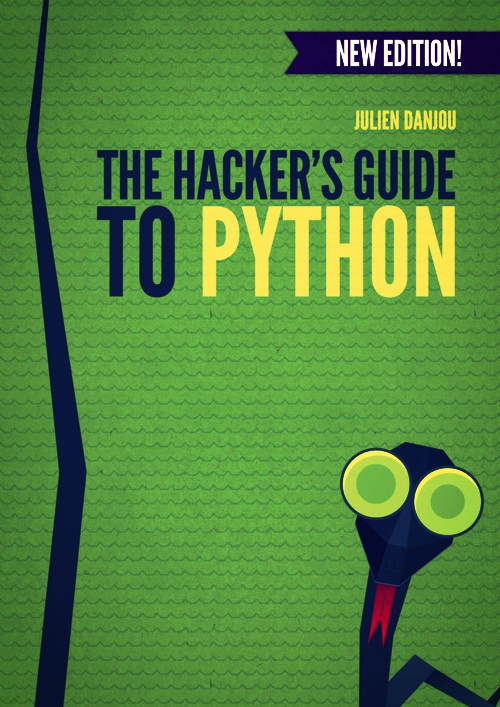 NEW EDITION!
JULIEN DANJOU
THE HACKER'S GUIDE
TO PYTHON